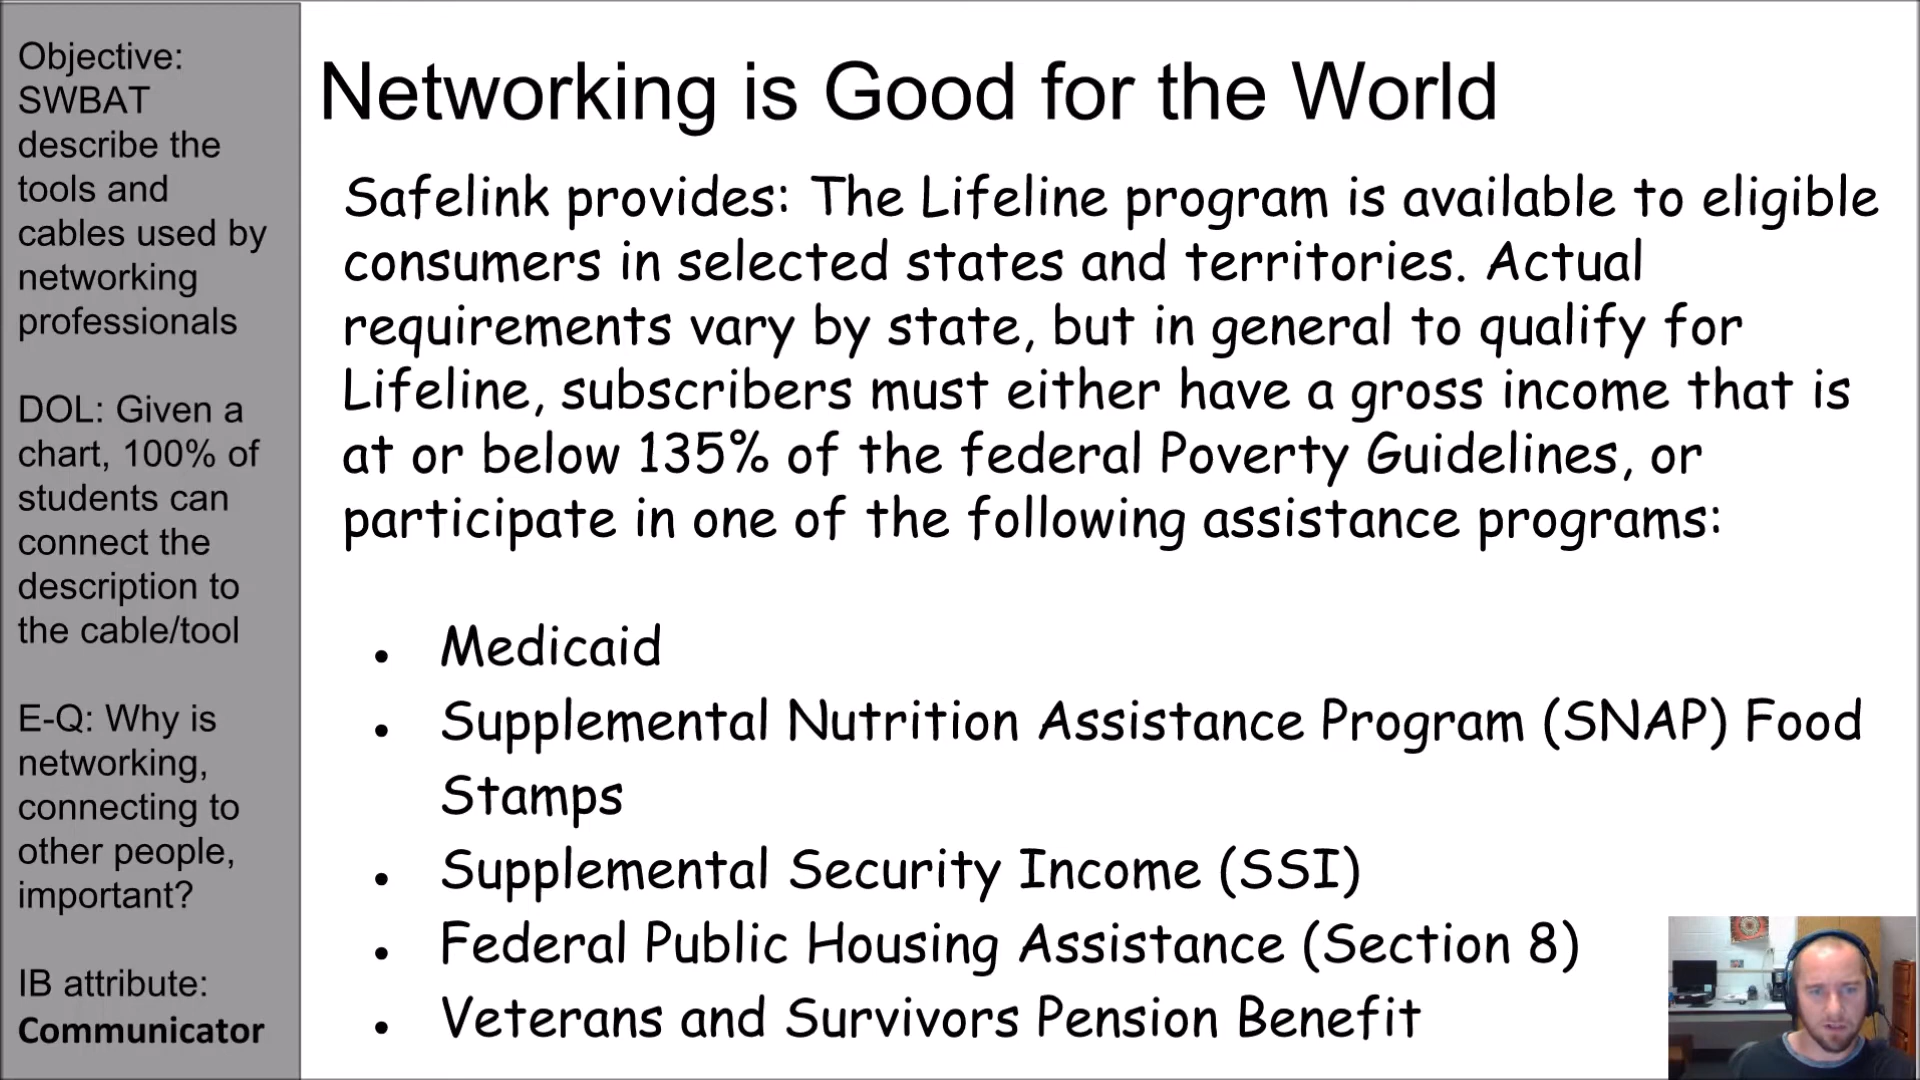 Objective:
SWBAT
describe the
tools and
cables used by
networking
professionals
DOL: Given a
chart, 100% of
students can
connect the
description to
the cable/tool
E-Q: Why is
networking,
connecting to
other people,
important?
IB attribute:
Communicator
Networking is Good for the World
Safelink provides: The Lifeline program is available to eligible
consumers in selected states and territories. Actual
requirements vary by state, but in general to qualify for
Lifeline, subscribers must either have a gross income that is
at or below 135% of the federal Poverty Guidelines, or
participate in one of the following assistance programs:
● Medicaid
● Supplemental Nutrition Assistance Program (SNAP) Food
Stamps
● Supplemental Security Income (SSI)
● Federal Public Housing Assistance (Section 8)
● Veterans and Survivors Pension Benefit